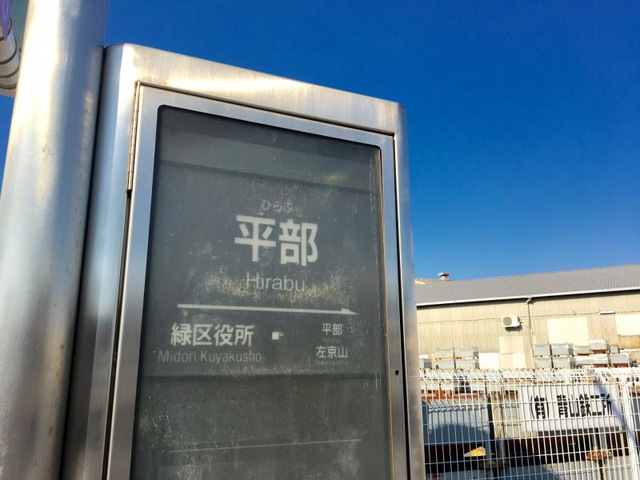 ひらぶ
平部
Hirabu
緑区役所
Midori Kuyakusho
平部
左京山